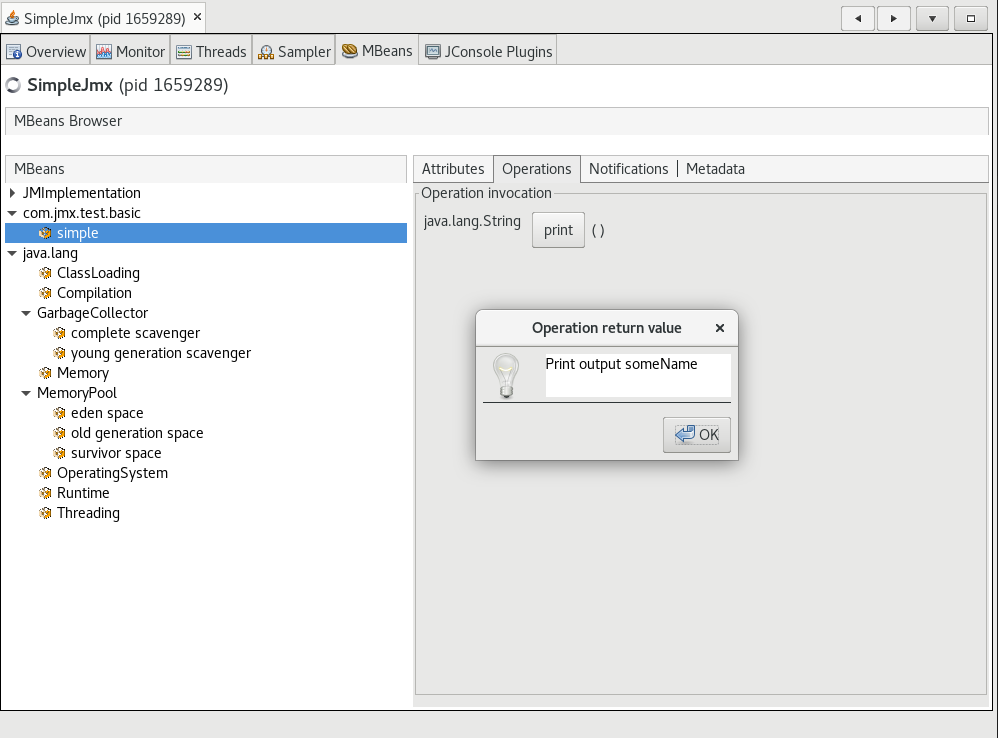 SimpleJmx (pid 1659289)
Overview Monitor Threads Sampler MBeans JConsole Plugins
SimpleJmx (pid 1659289)
MBeans Browser
MBeans
JMImplementation
com.jmx.test.basic
simple
java.lang
ClassLoading
Compilation
GarbageCollector
complete scavenger
young generation scavenger
Memory
MemoryPool
eden space
old generation space
survivor space
OperatingSystem
Runtime
Threading
Attributes Operations Notifications Metadata
Operation invocation
java.lang.String print ( )
Operation return value
Print output someName
OK